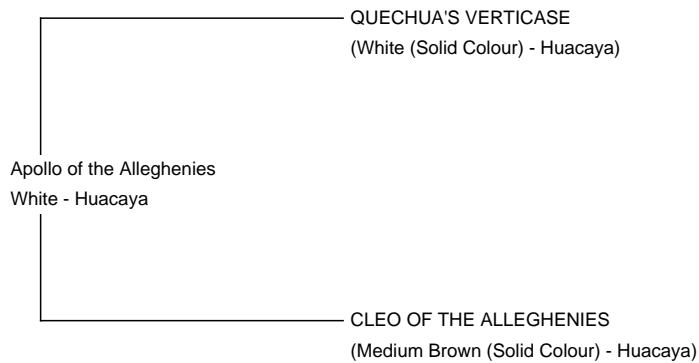 QUECHUA'S VERTICASE
(White (Solid Colour) - Huacaya)
Apollo of the Alleghenies
White - Huacaya
CLEO OF THE ALLEGHENIES
(Medium Brown (Solid Colour) - Huacaya)